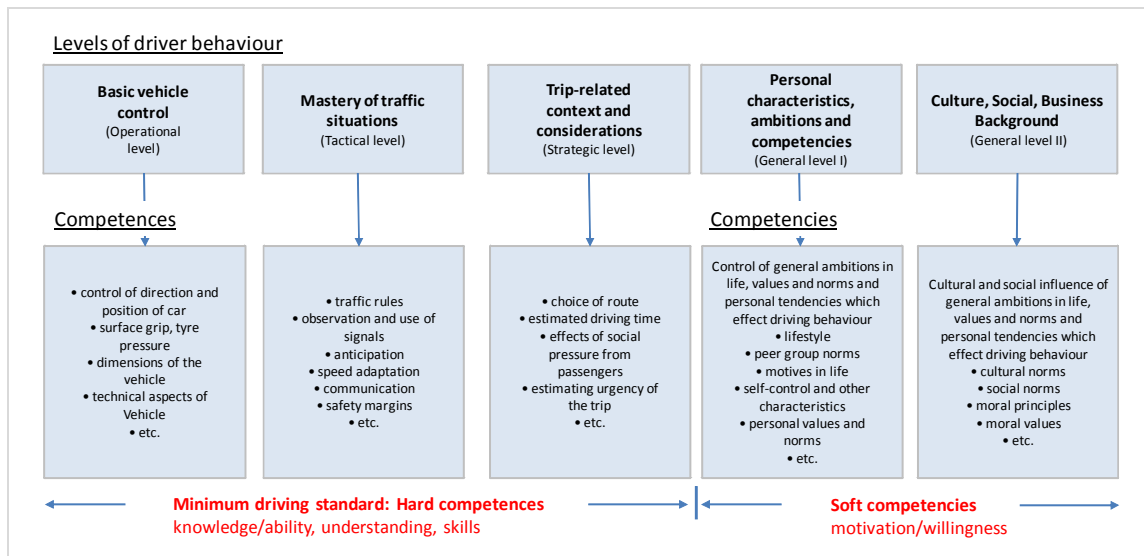 Levels of driver behaviour
Basic vehicle
control
(Operational
level)
Mastery of traffic
situations
(Tactical level)
Trip-related
context and
considerations
(Strategic level)
Personal
characteristics,
ambitions and
competencies
(General level I)
Culture, Social, Business
Background
(General level II)
Competences
Competencies
• control of direction and
position of car
• surface grip, tyre
pressure
• dimensions of the
vehicle
• technical aspects of
Vehicle
• etc.
• traffic rules
• observation and use of
signals
• anticipation
• speed adaptation
• communication
• safety margins
• etc.
• choice of route
• estimated driving time
• effects of social
pressure from
passengers
• estimating urgency of
the trip
• etc.
Control of general ambitions in
life, values and norms and
personal tendencies which
effect driving behaviour
• lifestyle
• peer group norms
• motives in life
• self-control and other
characteristics
• personal values and
norms
• etc.
Cultural and social influence of
general ambitions in life,
values and norms and
personal tendencies which
effect driving behaviour
• cultural norms
• social norms
• moral principles
• moral values
• etc.
Minimum driving standard: Hard competences
knowledge/ability, understanding, skills
Soft competencies
motivation/willingness